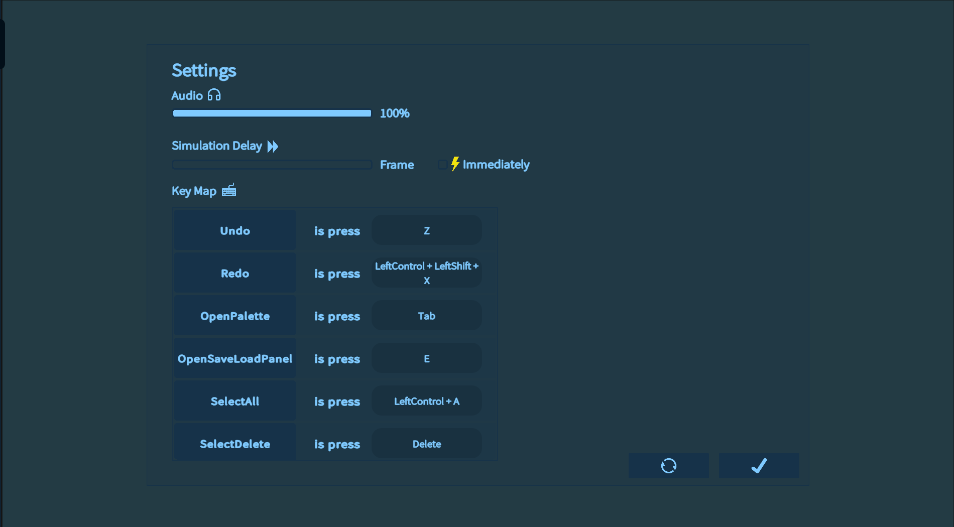 Settings
Audio
100%
Simulation Delay
Frame
Immediately
Key Map
Undo is press Z
Redo is press LeftControl + LeftShift +
X
OpenPalette is press Tab
OpenSaveLoadPanel is press E
SelectAll is press LeftControl + A
SelectDelete is press Delete